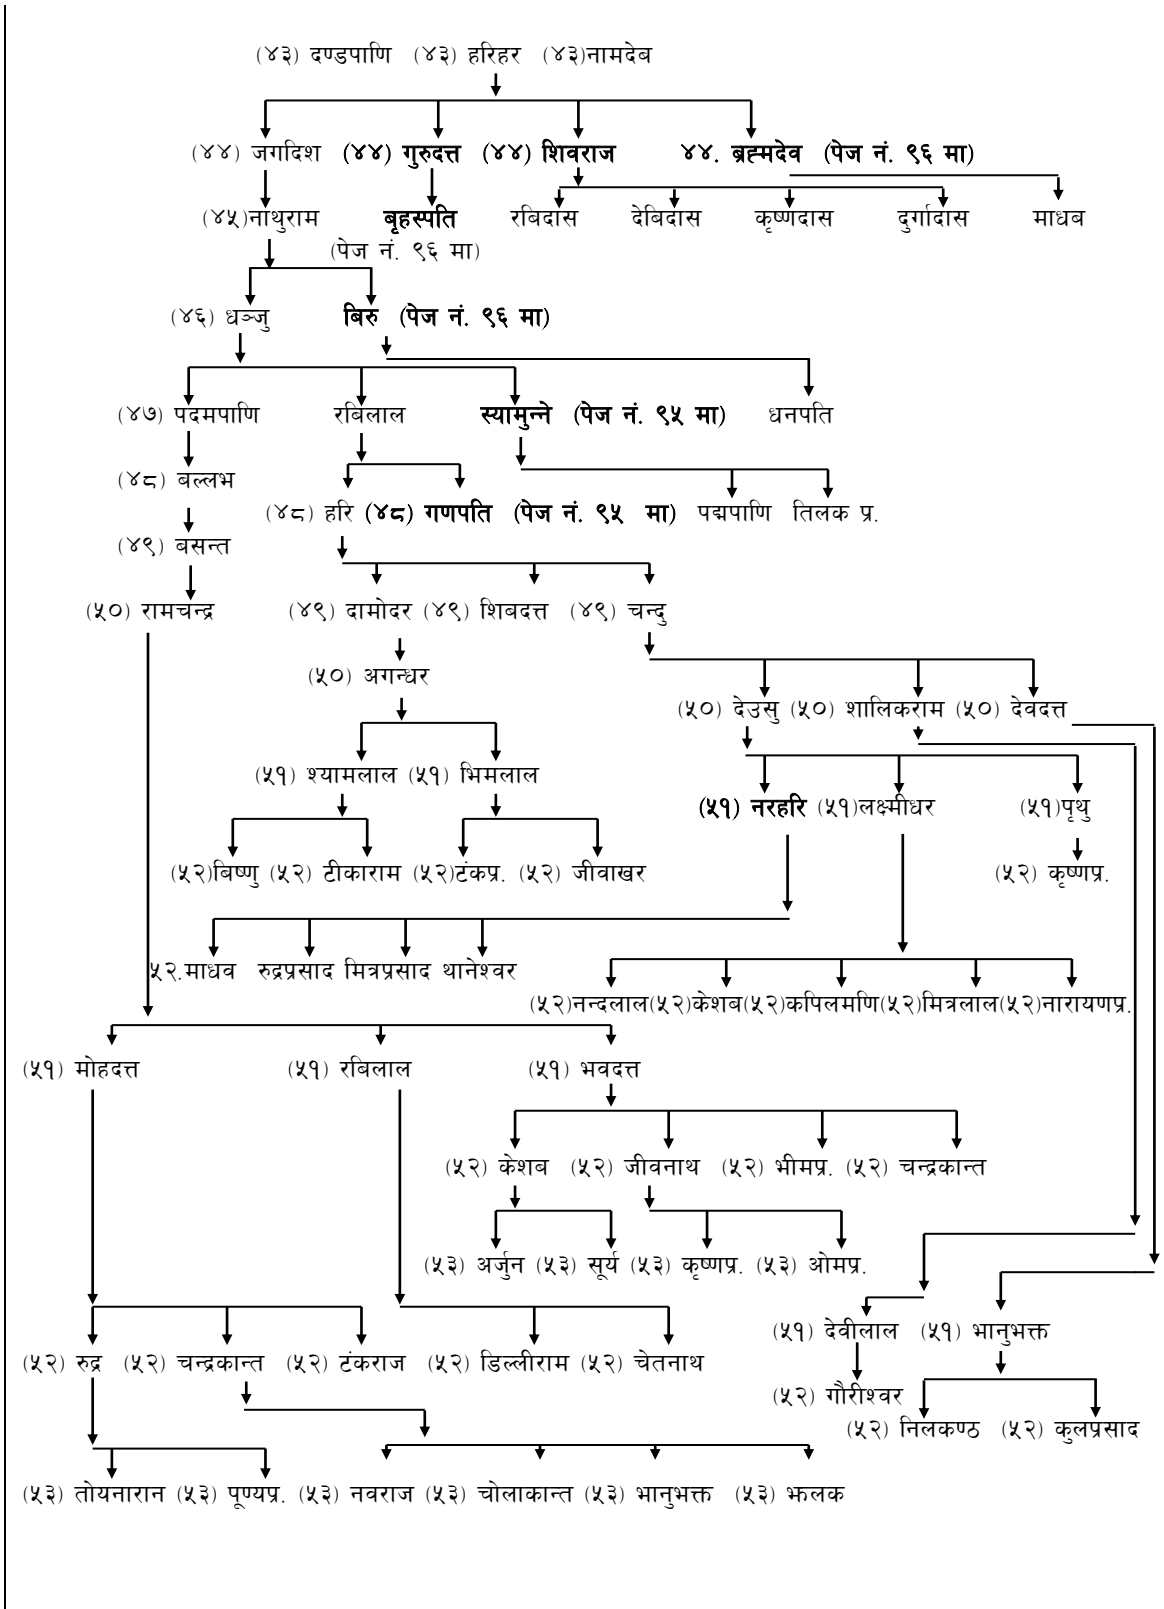 (४३) दण्डपाणि (४३) हरिहर (४३)नामदेब
(४४) जगदिश (४४) गुरुदत्त (४४) शिवराज ४४. ब्रह्मदेव (पेज नं. ९६ मा)
(४५)नाथुराम बृहस्पति रबिदास देबिदास कृष्णदास दुर्गादास माधब
(पेज नं. ९६ मा)
(४६) धञ्जु बिरु (पेज नं. ९६ मा)
(४७) पदमपाणि रबिलाल स्यामुन्ने (पेज नं. ९५ मा) धनपति
(४८) बल्लभ
(४८) हरि (४८) गणपति (पेज नं. ९५ मा) पद्मपाणि तिलक प्र.
(४९) बसन्त
(५०) रामचन्द्र (४९) दामोदर (४९) शिबदत्त (४९) चन्दु
(५०) अगन्धर
(५०) देउसु (५०) शालिकराम (५०) देवदत्त
(५१) श्यामलाल (५१) भिमलाल
(५१) नरहरि (५१)लक्ष्मीधर (५१)पृथु
(५२)बिष्णु (५२) टीकाराम (५२)टंकप्र. (५२) जीवाखर (५२) कृष्णप्र.
५२.माधव रुद्रप्रसाद मित्रप्रसाद थानेश्वर
(५२)नन्दलाल(५२)केशब(५२)कपिलमणि(५२)मित्रलाल(५२)नारायणप्र.
(५१) मोहदत्त (५१) रबिलाल (५१) भवदत्त
(५२) केशब (५२) जीवनाथ (५२) भीमप्र. (५२) चन्द्रकान्त
(५३) अर्जुन (५३) सूर्य (५३) कृष्णप्र. (५३) ओमप्र.
(५१) देवीलाल (५१) भानुभक्त
(५२) रुद्र (५२) चन्द्रकान्त (५२) टंकराज (५२) डिल्लीराम (५२) चेतनाथ
(५२) गौरीश्वर
(५२) निलकण्ठ (५२) कुलप्रसाद
(५३) तोयनारान (५३) पूण्यप्र. (५३) नवराज (५३) चोलाकान्त (५३) भानुभक्त (५३) झलक